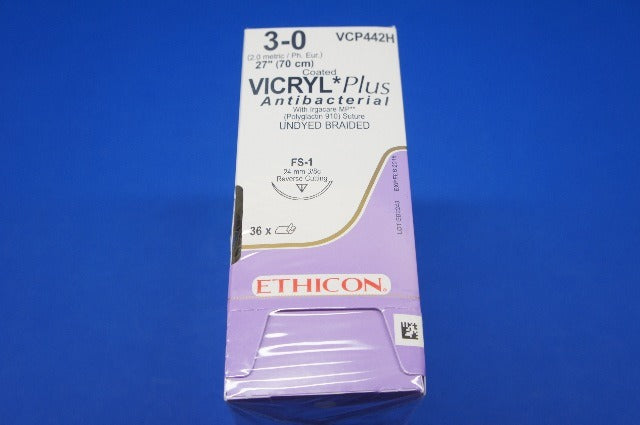 3-0 VCP442H
(2.0 metric / Ph. Eur.)
27" (70 cm)
Coated
VICRYL*Plus
Antibacterial
With Irgacare MP**
(Polyglactin 910) Suture
UNDYED BRAIDED
FS-1
24 mm 3/8c
Reverse Cutting
36 x
ETHICON